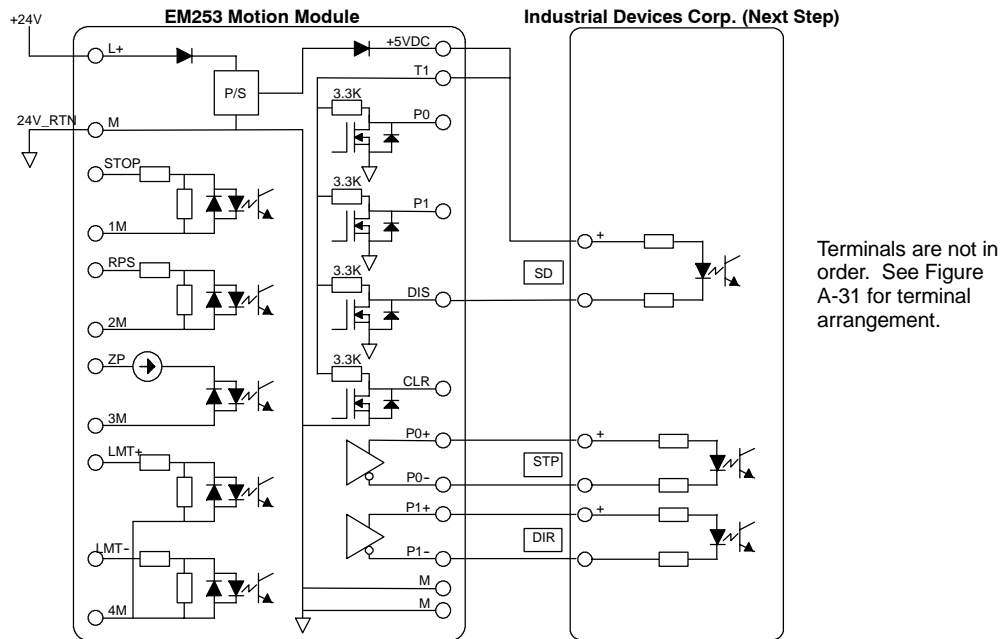 EM253 Motion Module
Industrial Devices Corp. (Next Step)
+24V
L+
+5VDC
T1
P/S
3.3K
P0
24V_RTN
M
STOP
3.3K
P1
1M
+
RPS
SD
3.3K
DIS
2M
ZP
3.3K
CLR
3M
P0+
+
LMT+
STP
P0-
P1+
+
DIR
LMT-
P1-
M
4M
M
Terminals are not in
order. See Figure
A-31 for terminal
arrangement.